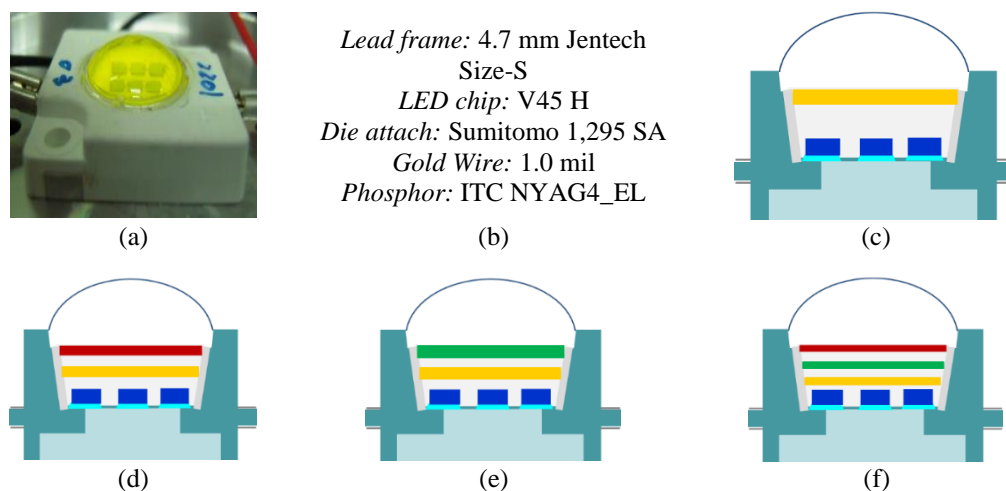 Lead frame: 4.7 mm Jentech
Size-S
LED chip: V45 H
Die attach: Sumitomo 1,295 SA
Gold Wire: 1.0 mil
Phosphor: ITC NYAG4_EL
(a)
(b)
(c)
(d)
(e)
(f)